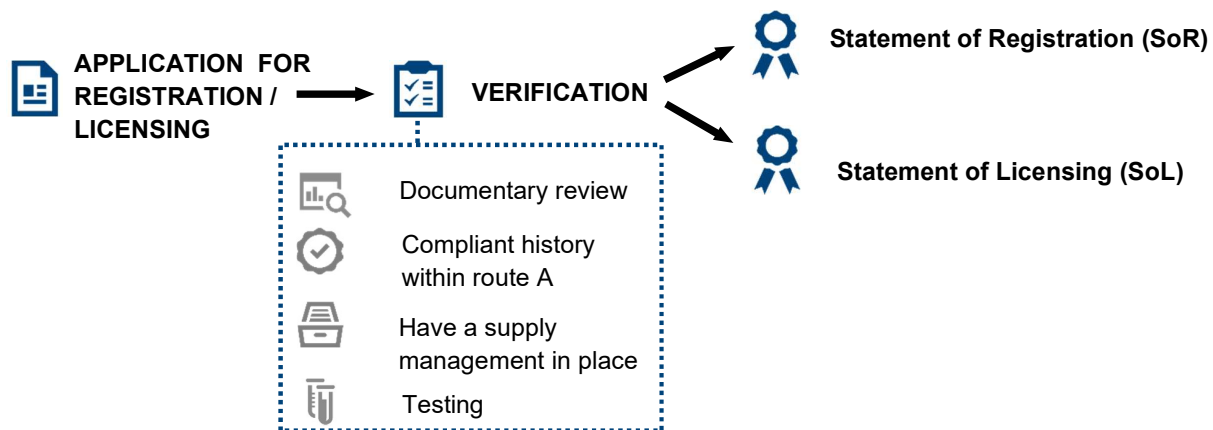 APPLICATION FOR
REGISTRATION /
LICENSING
VERIFICATION
Statement of Registration (SoR)
Statement of Licensing (SoL)
Documentary review
Compliant history
within route A
Have a supply
management in place
Testing